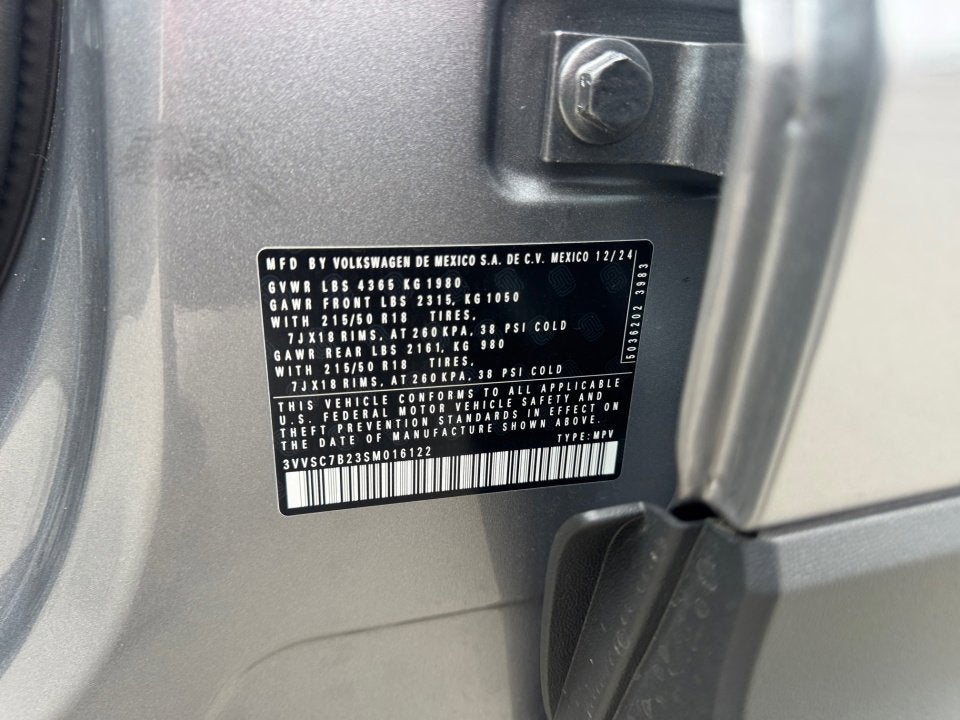 MFD BY VOLKSWAGEN DE MEXICO S.A. DE C.V. MEXICO 12/24
GVWR LBS 4365 KG 1980
GAWR FRONT LBS 2315, KG 1050
WITH 215/50 R18 TIRES,
7JX18 RIMS, AT 260 KPA, 38 PSI COLD
GAWR REAR LBS 2161, KG 980
WITH 215/50 R18 TIRES,
7JX18 RIMS, AT 260 KPA, 38 PSI COLD
5036202 3983
THIS VEHICLE CONFORMS TO ALL APPLICABLE
U.S. FEDERAL MOTOR VEHICLE SAFETY AND
THEFT PREVENTION STANDARDS IN EFFECT ON
THE DATE OF MANUFACTURE SHOWN ABOVE.
TYPE: MPV
3VVSC7B23SM016122